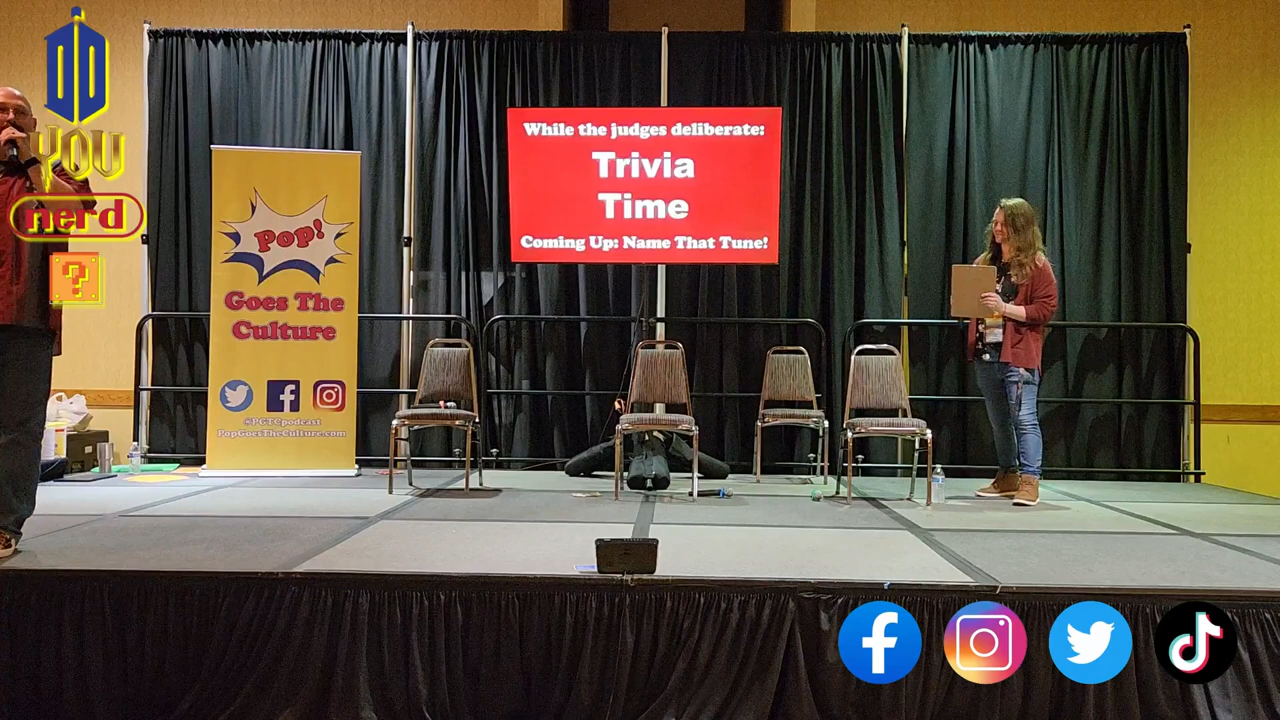 YOU
nerd
?
While the judges deliberate:
Trivia
Time
Coming Up: Name That Tune!
Pop!
Goes The
Culture
@PGTCpodcast
PopGoesTheCulture.com